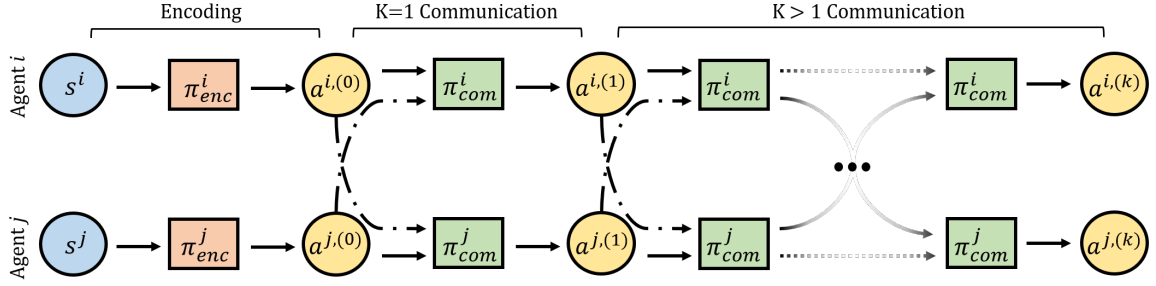 Encoding K=1 Communication K > 1 Communication
Agent i
s^i π^i_enc a^{i,(0)} π^i_com a^{i,(1)} π^i_com π^i_com a^{i,(k)}
Agent j
s^j π^j_enc a^{j,(0)} π^j_com a^{j,(1)} π^j_com π^j_com a^{j,(k)}